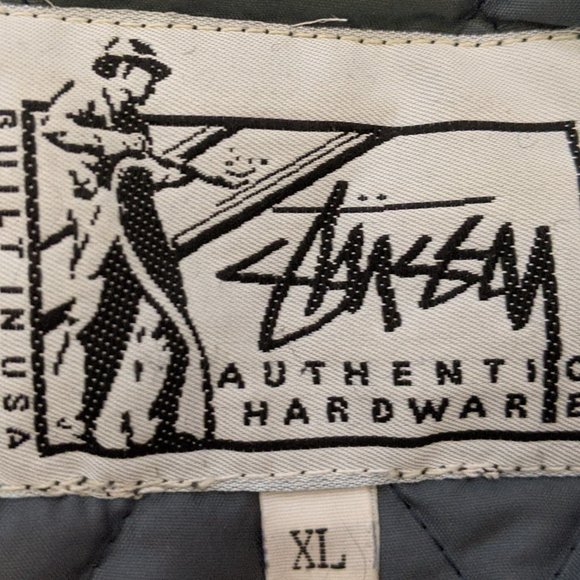 BUILT IN USA
STÜSSY
AUTHENTIC
HARDWARE
XL